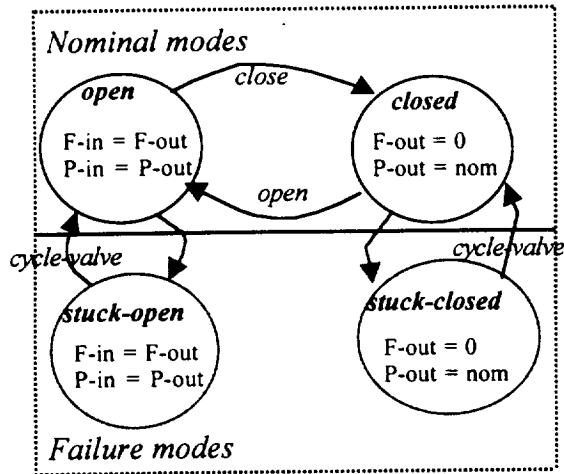 Nominal modes
close
open
F-in = F-out
P-in = P-out
closed
F-out = 0
P-out = nom
open
cycle-valve
cycle-valve
stuck-open
F-in = F-out
P-in = P-out
stuck-closed
F-out = 0
P-out = nom
Failure modes